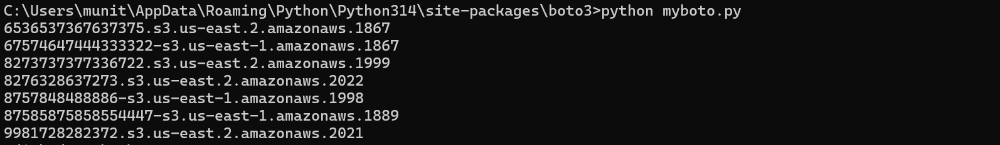 C:\Users\munit\AppData\Roaming\Python\Python314\site-packages\boto3>python myboto.py
6536537367637375.s3.us-east.2.amazonaws.1867
67574647444333322-s3.us-east-1.amazonaws.1867
8273737377336722.s3.us-east.2.amazonaws.1999
8276328637273.s3.us-east.2.amazonaws.2022
8757848488886-s3.us-east-1.amazonaws.1998
87585875858554447-s3.us-east-1.amazonaws.1889
9981728282372.s3.us-east.2.amazonaws.2021